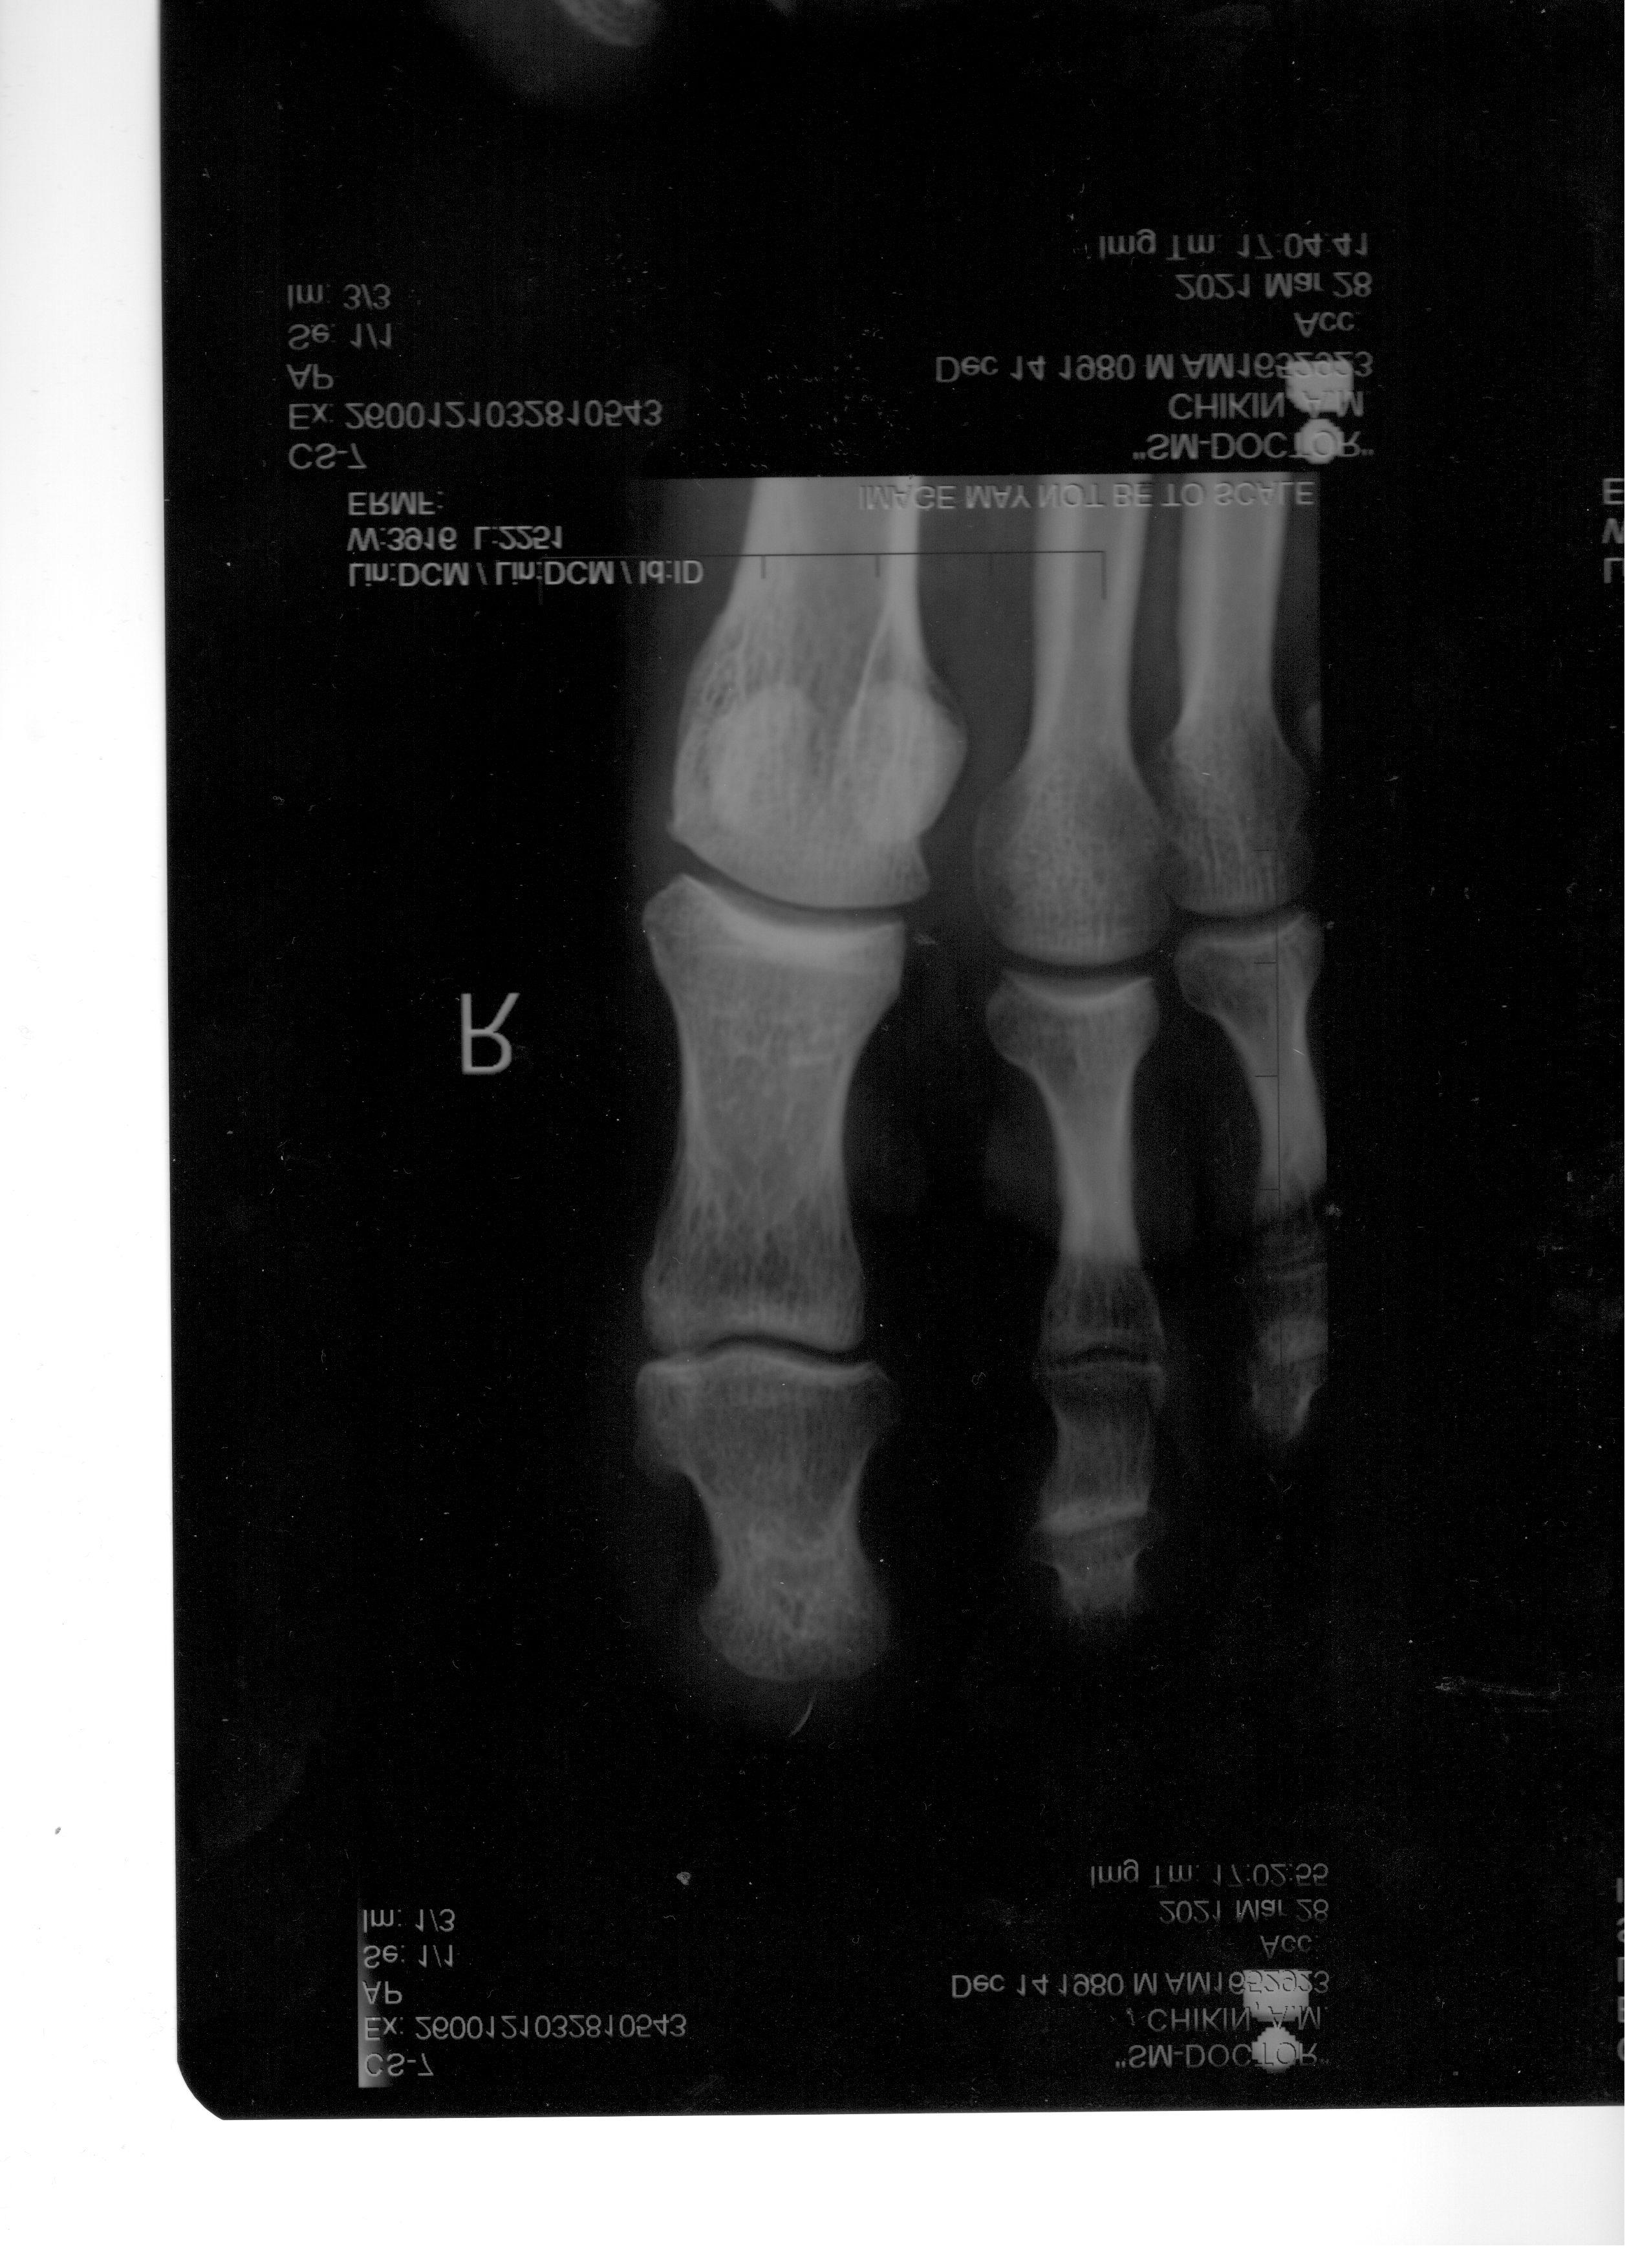 "SM-DOCTOR"
CHIKIN, A.M.
Dec 14 1980 M AM1652923
Acc:
2021 Mar 28
Img Tm: 17:02:55
CS-7
Ex: 2600121032810543
AP
Se: 1/1
Im: 1/3
R
Lin:DCM / Lin:DCM / Id:ID
W:3916 L:2251
ERMF:
IMAGE MAY NOT BE TO SCALE
"SM-DOCTOR"
CHIKIN, A.M.
Dec 14 1980 M AM1652923
Acc:
2021 Mar 28
Img Tm: 17:04:41
CS-7
Ex: 2600121032810543
AP
Se: 1/1
Im: 3/3